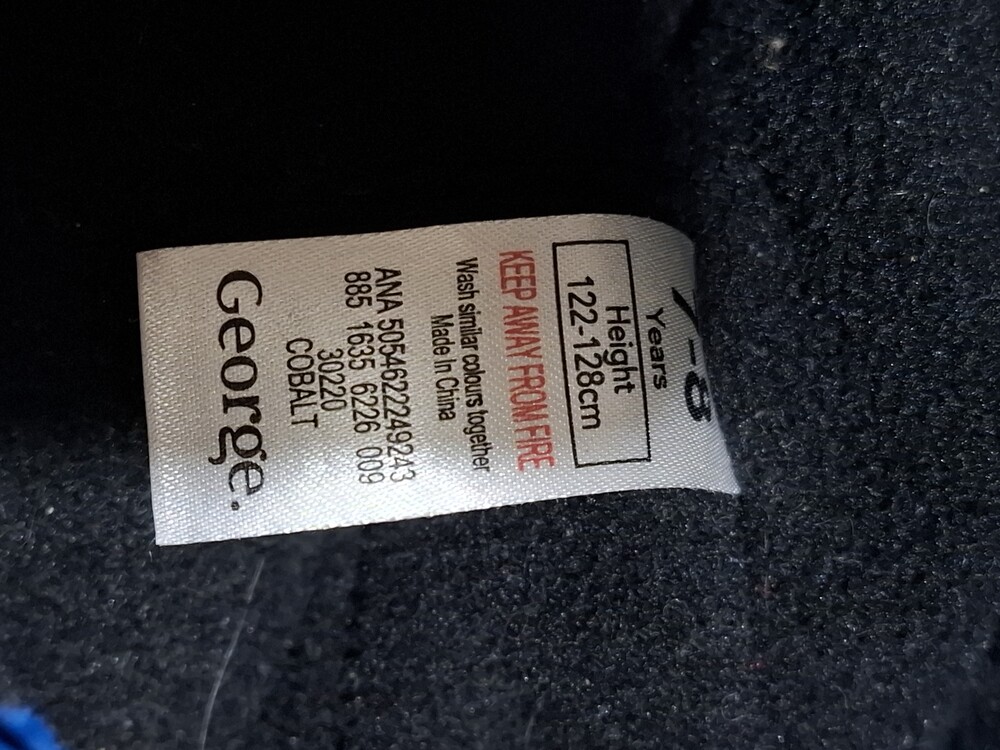 7-8
Years
Height
122-128cm
KEEP AWAY FROM FIRE
Wash similar colours together
Made In China
ANA 5054622249243
885 1635 6226 009
30220
COBALT
George.